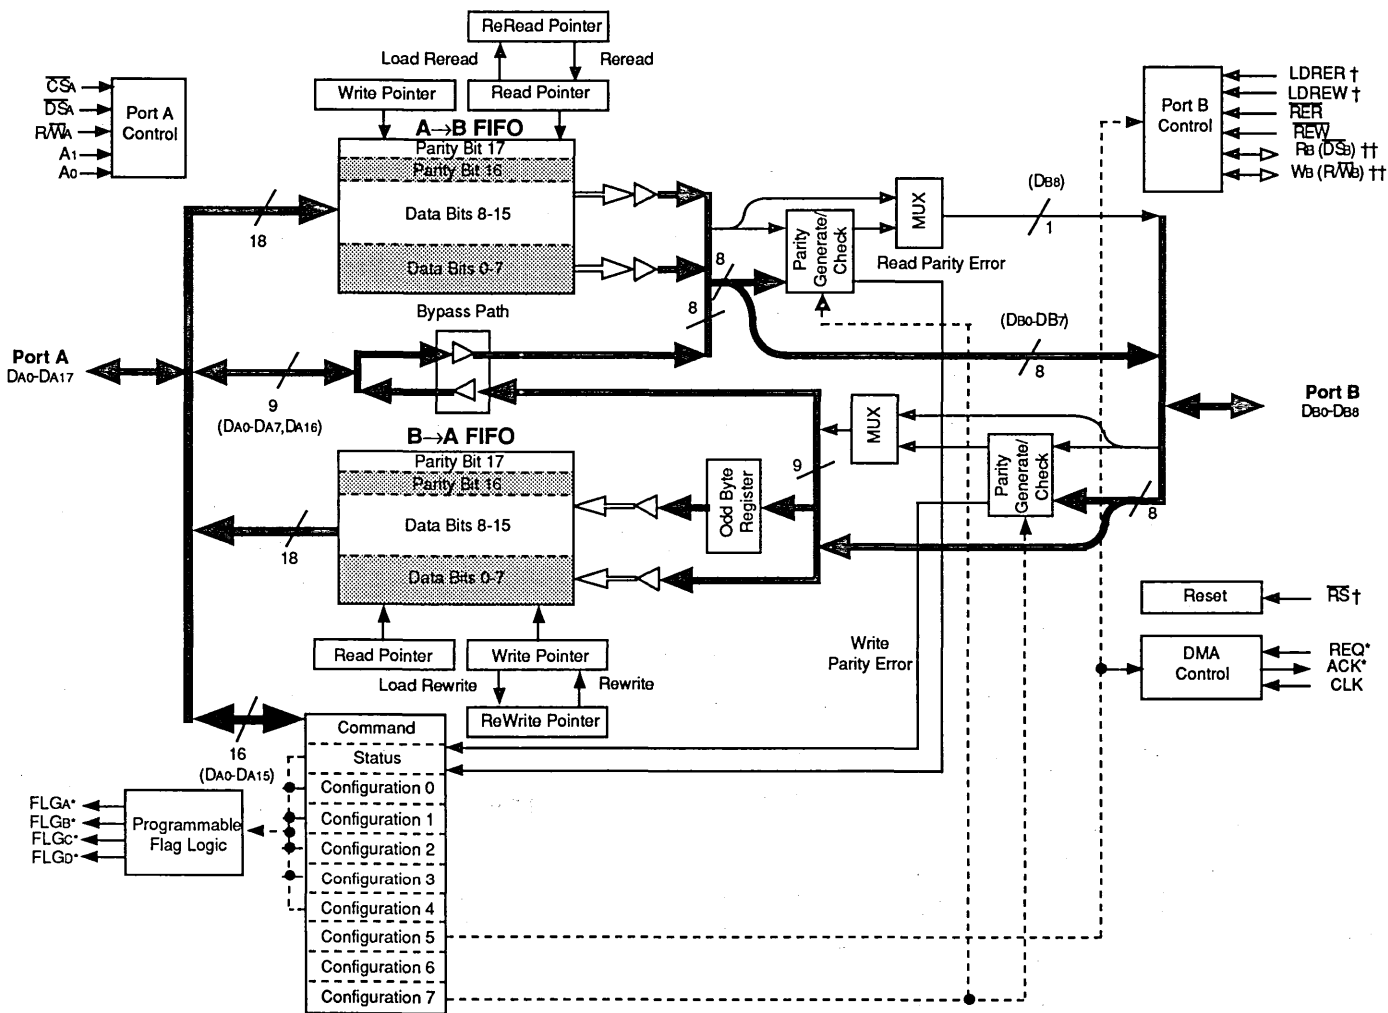 ReRead Pointer
Load Reread
Reread
Write Pointer
Read Pointer
A→B FIFO
Parity Bit 17
Parity Bit 16
Data Bits 8-15
Data Bits 0-7
CSA
DSA
R/WA
A1
A0
Port A
Control
18
8
8
Parity
Generate/
Check
MUX
Read Parity Error
(DB8)
1
Port B
Control
LDRER †
LDREW †
RER
REW
RB (DSB) ††
WB (R/WB) ††
Bypass Path
(DB0-DB7)
8
Port A
DA0-DA17
9
(DA0-DA7,DA16)
Port B
DB0-DB8
B→A FIFO
Parity Bit 17
Parity Bit 16
Data Bits 8-15
Data Bits 0-7
18
Odd Byte
Register
9
MUX
Parity
Generate/
Check
8
Read Pointer
Write Pointer
Load Rewrite
Rewrite
ReWrite Pointer
Write
Parity Error
Reset
RS †
DMA
Control
REQ*
ACK*
CLK
16
(DA0-DA15)
Command
Status
Configuration 0
Configuration 1
Configuration 2
Configuration 3
Configuration 4
Configuration 5
Configuration 6
Configuration 7
FLGA*
FLGB*
FLGC*
FLGD*
Programmable
Flag Logic